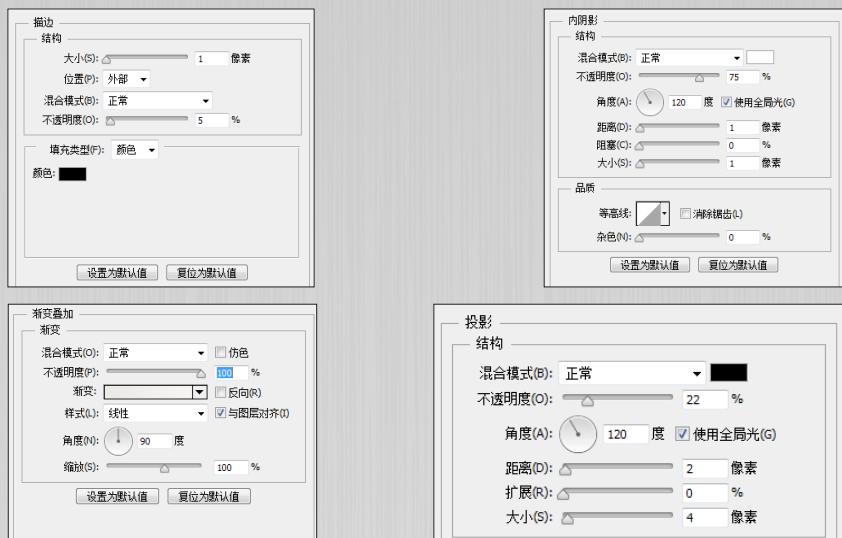 描边
结构
大小(S): 1 像素
位置(P): 外部
混合模式(B): 正常
不透明度(O): 5 %
填充类型(F): 颜色
颜色:
设置为默认值 复位为默认值
内阴影
结构
混合模式(B): 正常
不透明度(O): 75 %
角度(A): 120 度 使用全局光(G)
距离(D): 1 像素
阻塞(C): 0 %
大小(S): 1 像素
品质
等高线: 消除锯齿(L)
杂色(N): 0 %
设置为默认值 复位为默认值
渐变叠加
渐变
混合模式(O): 正常 仿色
不透明度(P): 100 %
渐变: 反向(R)
样式(L): 线性 与图层对齐(I)
角度(N): 90 度
缩放(S): 100 %
设置为默认值 复位为默认值
投影
结构
混合模式(B): 正常
不透明度(O): 22 %
角度(A): 120 度 使用全局光(G)
距离(D): 2 像素
扩展(R): 0 %
大小(S): 4 像素